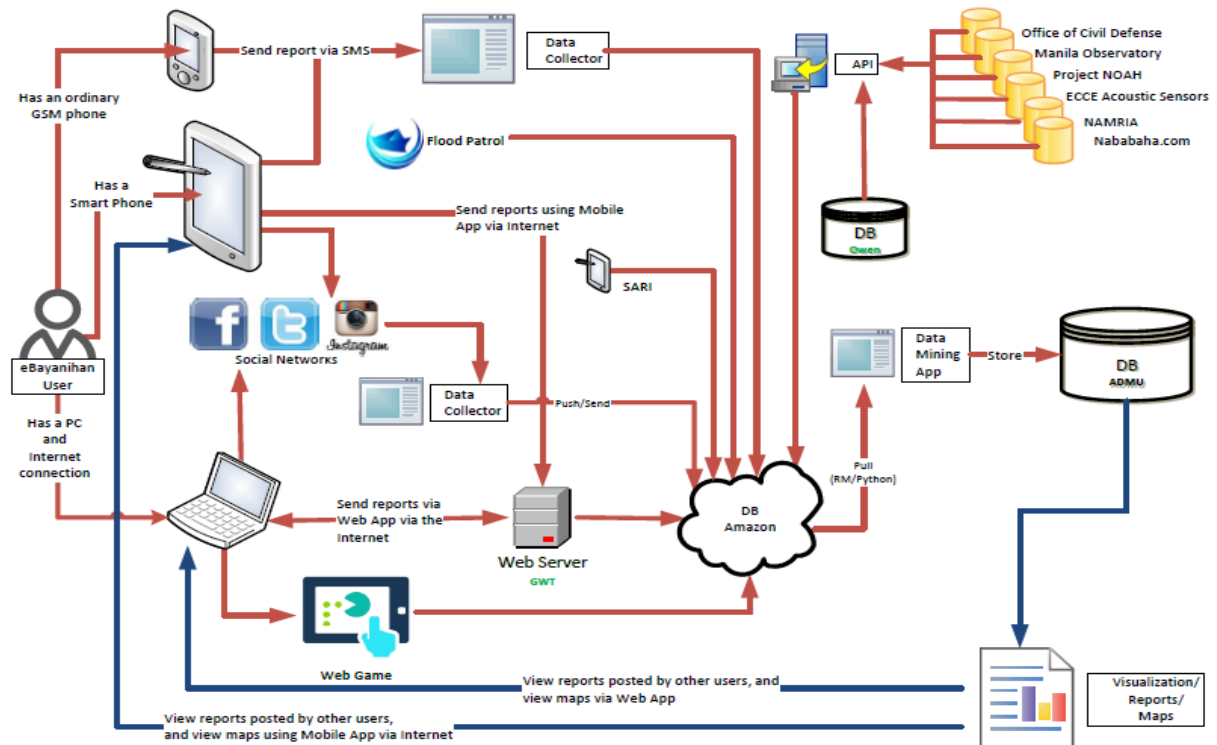 Send report via SMS
Data
Collector
API
Office of Civil Defense
Manila Observatory
Project NOAH
ECCE Acoustic Sensors
NAMRIA
Nababaha.com
Has an ordinary
GSM phone
Flood Patrol
Has a
Smart Phone
Send reports using Mobile
App via Internet
DB
Qwen
SARI
f
t
Instagram
Social Networks
eBayanihan
User
Data
Collector
Push/Send
Data
Mining
App
Store
DB
ADMU
Has a PC
and
Internet
connection
Pull
(RM/Python)
Send reports via
Web App via the
Internet
DB
Amazon
Web Server
GWT
Web Game
View reports posted by other users, and
view maps via Web App
Visualization/
Reports/
Maps
View reports posted by other users,
and view maps using Mobile App via Internet